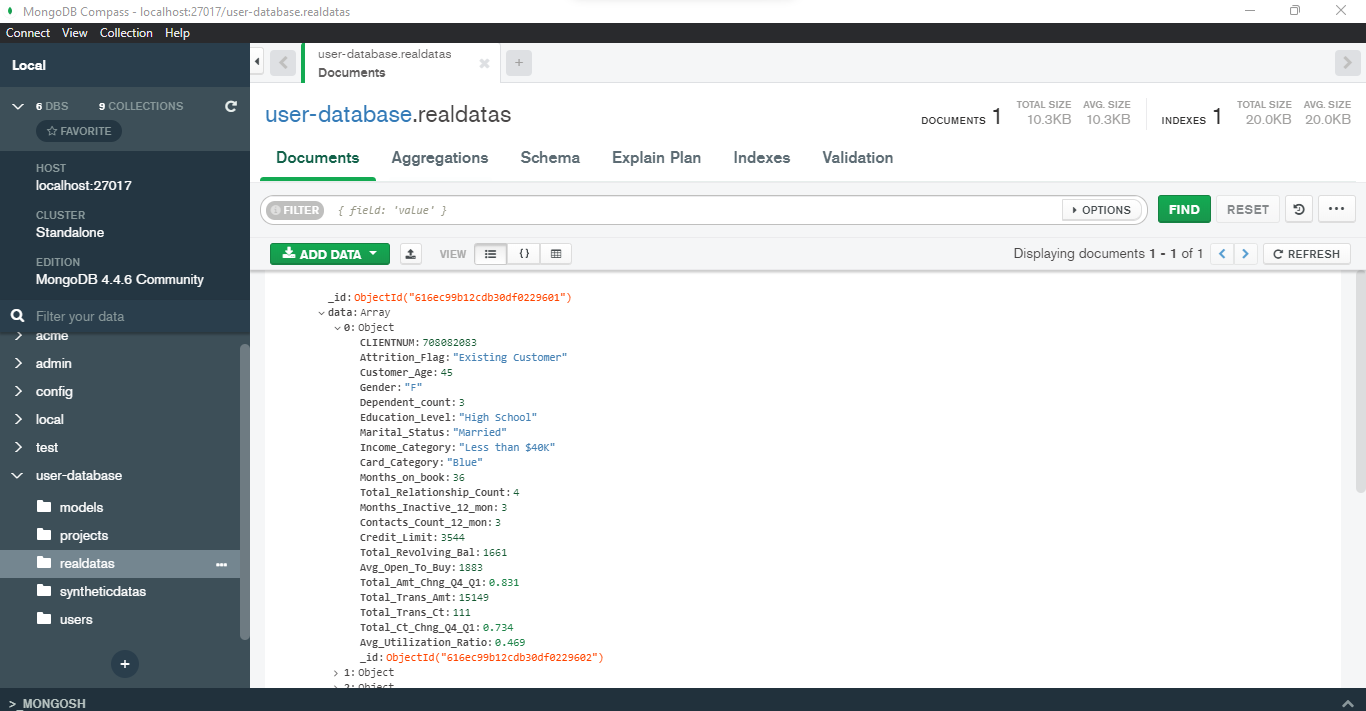 MongoDB Compass - localhost:27017/user-database.realdatas
Connect View Collection Help
Local
6 DBS 9 COLLECTIONS
FAVORITE
HOST
localhost:27017
CLUSTER
Standalone
EDITION
MongoDB 4.4.6 Community
Filter your data
acme
admin
config
local
test
user-database
models
projects
realdatas
syntheticdatas
users
+
>_MONGOSH
user-database.realdatas
Documents
+
user-database.realdatas
DOCUMENTS 1 TOTAL SIZE 10.3KB AVG. SIZE 10.3KB INDEXES 1 TOTAL SIZE 20.0KB AVG. SIZE 20.0KB
Documents Aggregations Schema Explain Plan Indexes Validation
FILTER { field: 'value' } OPTIONS FIND RESET ...
ADD DATA VIEW {} Displaying documents 1 - 1 of 1 < > REFRESH
_id: ObjectId("616ec99b12cdb30df0229601")
data: Array
0: Object
CLIENTNUM: 708082083
Attrition_Flag: "Existing Customer"
Customer_Age: 45
Gender: "F"
Dependent_count: 3
Education_Level: "High School"
Marital_Status: "Married"
Income_Category: "Less than $40K"
Card_Category: "Blue"
Months_on_book: 36
Total_Relationship_Count: 4
Months_Inactive_12_mon: 3
Contacts_Count_12_mon: 3
Credit_Limit: 3544
Total_Revolving_Bal: 1661
Avg_Open_To_Buy: 1883
Total_Amt_Chng_Q4_Q1: 0.831
Total_Trans_Amt: 15149
Total_Trans_Ct: 111
Total_Ct_Chng_Q4_Q1: 0.734
Avg_Utilization_Ratio: 0.469
_id: ObjectId("616ec99b12cdb30df0229602")
1: Object
2: Object